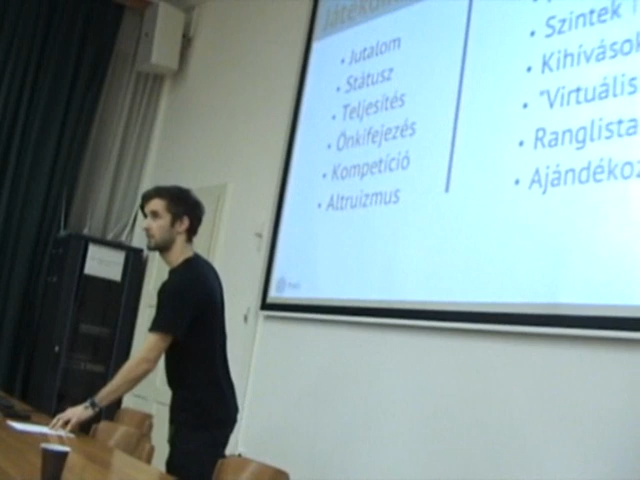 • Jutalom
• Státusz
• Teljesítés
• Önkifejezés
• Kompetíció
• Altruizmus
• Szintek
• Kihívások
• "Virtuális
• Ranglista
• Ajándékoz